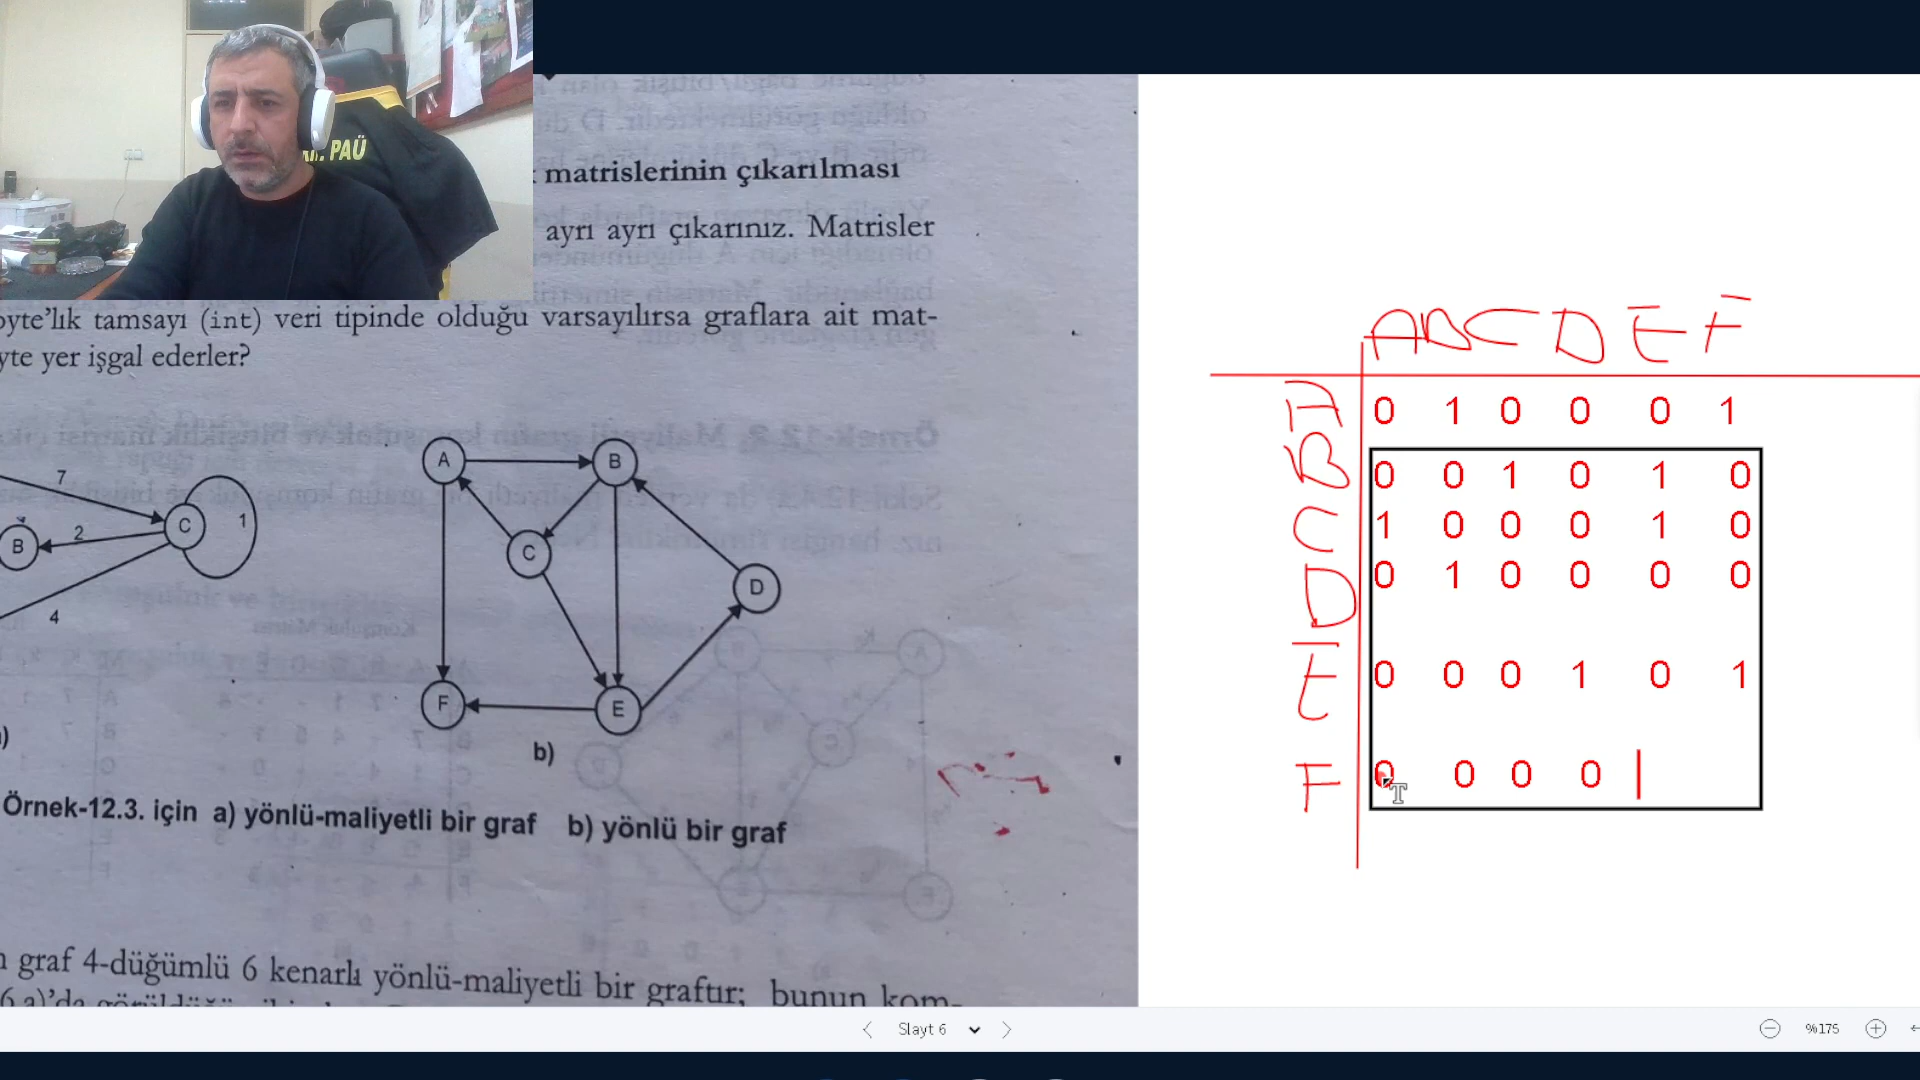 PAÜ
matrislerinin çıkarılması
ayrı ayrı çıkarınız. Matrisler
byte’lık tamsayı (int) veri tipinde olduğu varsayılırsa graflara ait mat-
yte yer işgal ederler?
7
C
1
B
2
4
A
B
C
D
F
E
)
b)
Örnek-12.3. için a) yönlü-maliyetli bir graf b) yönlü bir graf
graf 4-düğümlü 6 kenarlı yönlü-maliyetli bir graftır; bunun kom-
A B C D E F
A 0 1 0 0 0 1
B 0 0 1 0 1 0
C 1 0 0 0 1 0
D 0 1 0 0 0 0
E 0 0 0 1 0 1
F 0 0 0 0
Slayt 6
%175